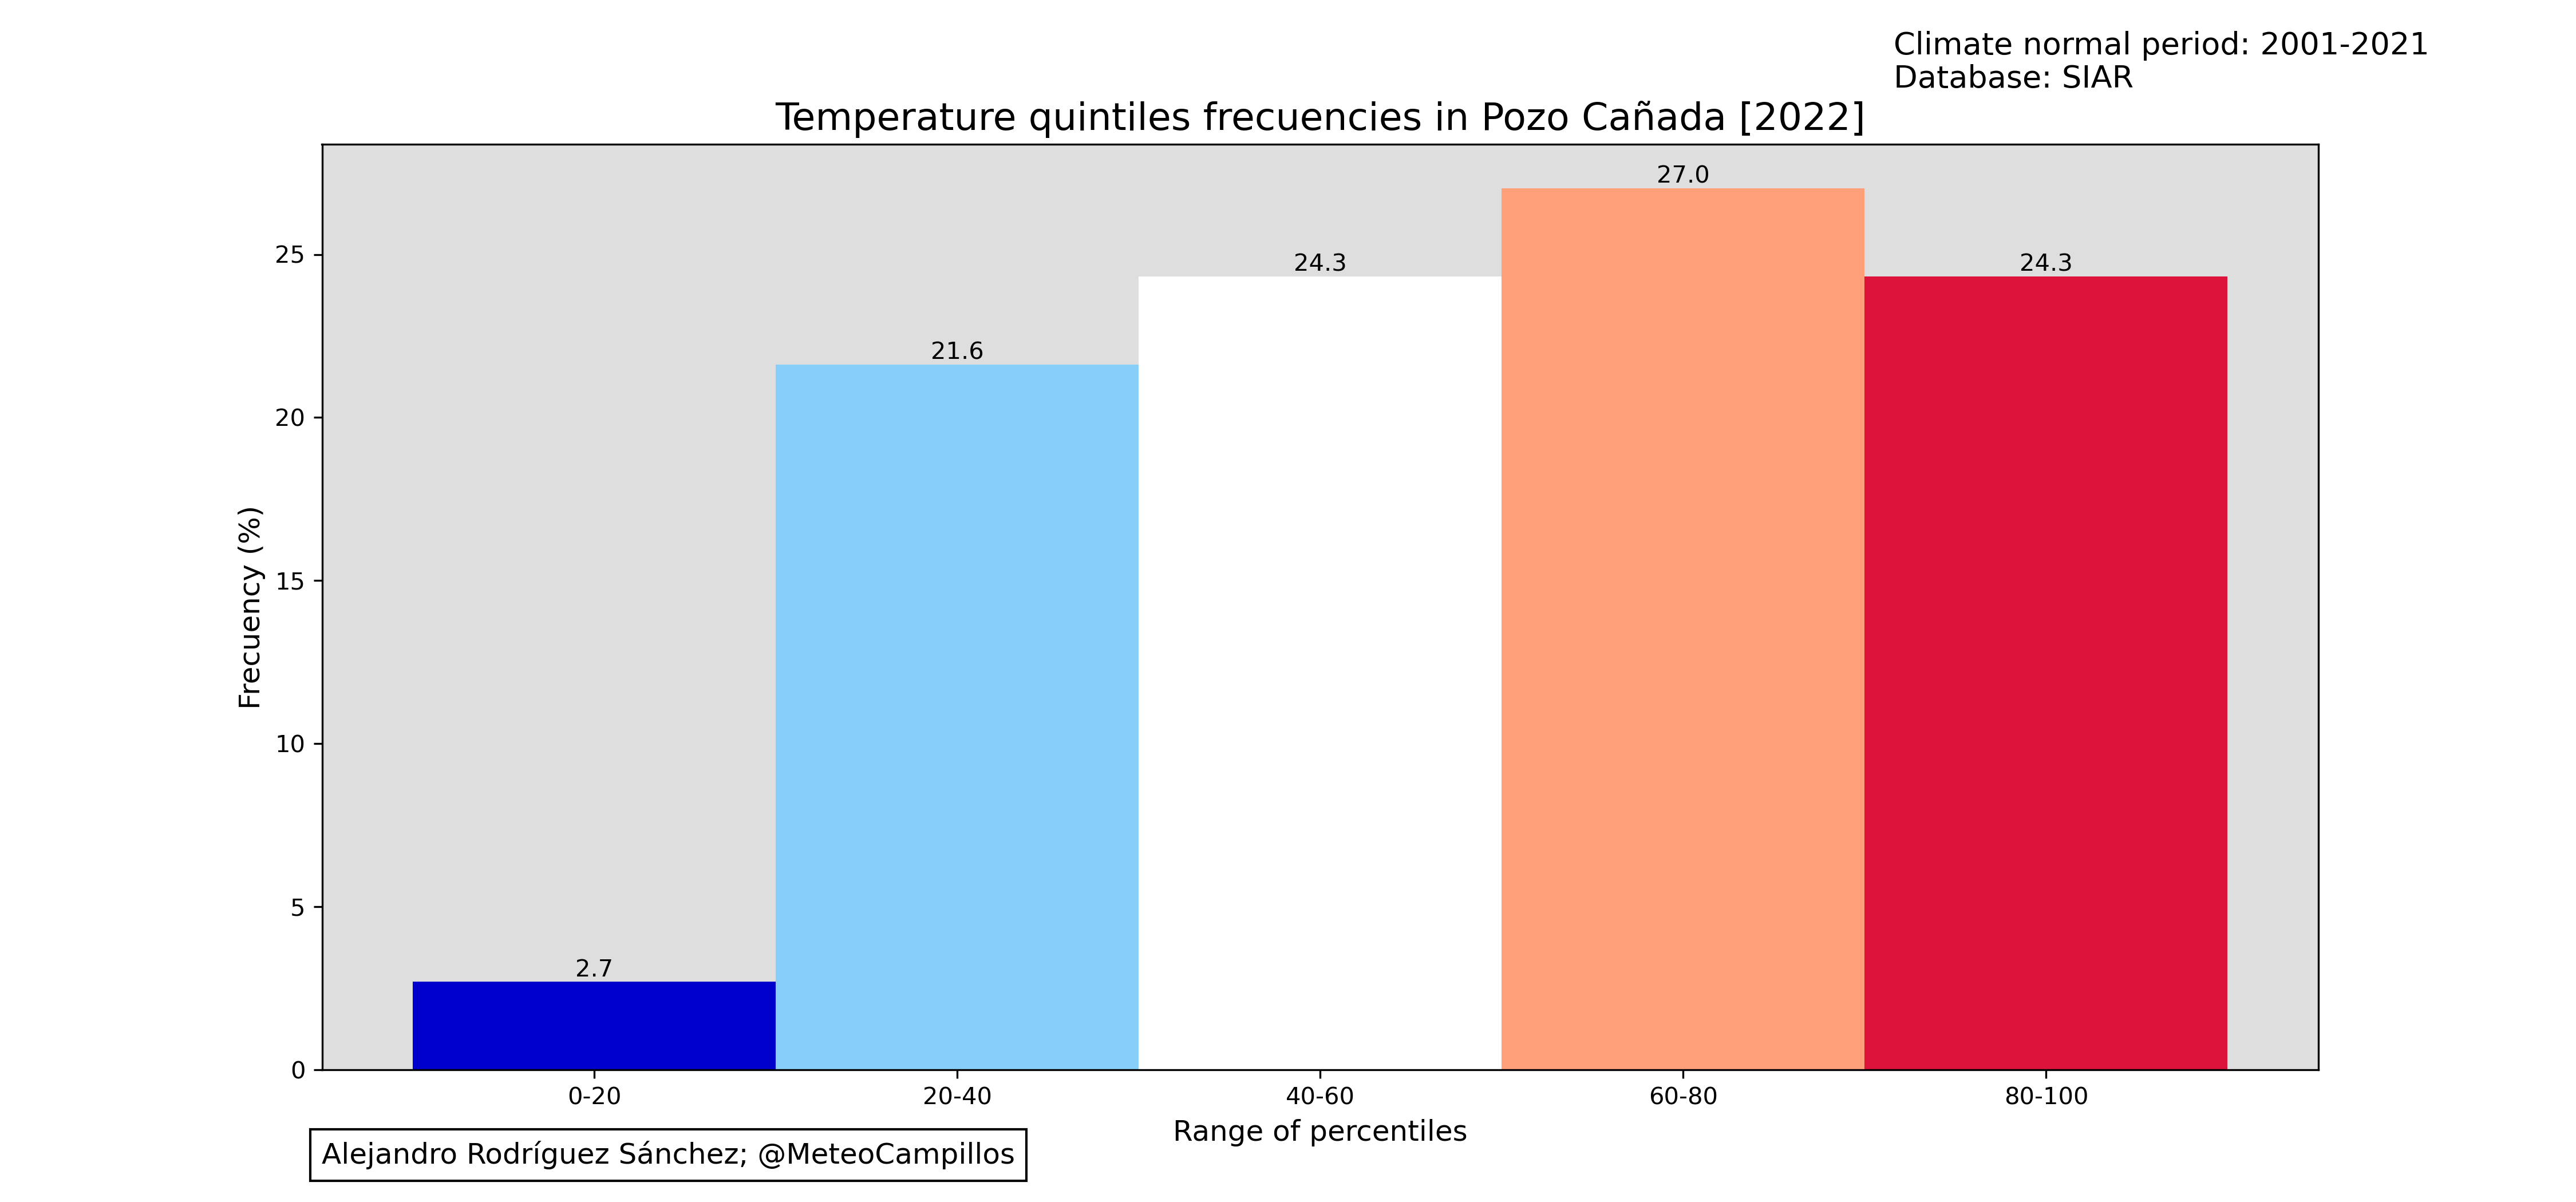 Climate normal period: 2001-2021
Database: SIAR
Temperature quintiles frecuencies in Pozo Cañada [2022]
Frecuency (%)
25
20
15
10
5
0
27.0
24.3
24.3
21.6
2.7
0-20
20-40
40-60
60-80
80-100
Range of percentiles
Alejandro Rodríguez Sánchez; @MeteoCampillos